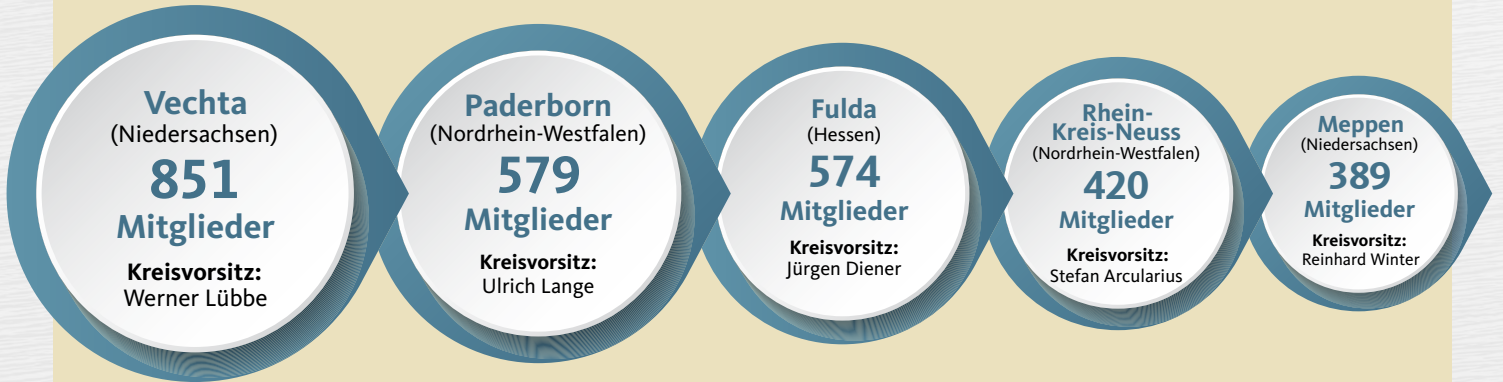 Vechta
(Niedersachsen)
851
Mitglieder
Kreisvorsitz:
Werner Lübbe
Paderborn
(Nordrhein-Westfalen)
579
Mitglieder
Kreisvorsitz:
Ulrich Lange
Fulda
(Hessen)
574
Mitglieder
Kreisvorsitz:
Jürgen Diener
Rhein-
Kreis-Neuss
(Nordrhein-Westfalen)
420
Mitglieder
Kreisvorsitz:
Stefan Arcularius
Meppen
(Niedersachsen)
389
Mitglieder
Kreisvorsitz:
Reinhard Winter